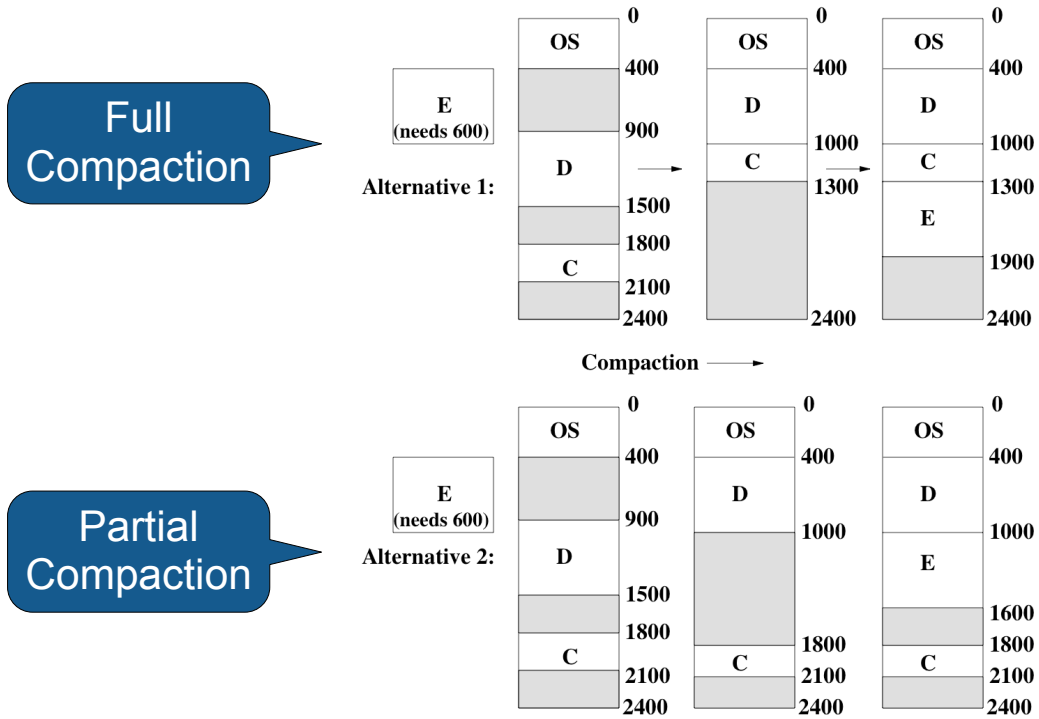 Full
Compaction
E
(needs 600)
Alternative 1:
OS
D
C
0
400
900
1500
1800
2100
2400
OS
D
C
0
400
1000
1300
2400
OS
D
C
E
0
400
1000
1300
1900
2400
Compaction
Partial
Compaction
E
(needs 600)
Alternative 2:
OS
D
C
0
400
900
1500
1800
2100
2400
OS
D
C
0
400
1000
1800
2100
2400
OS
D
E
C
0
400
1000
1600
1800
2100
2400